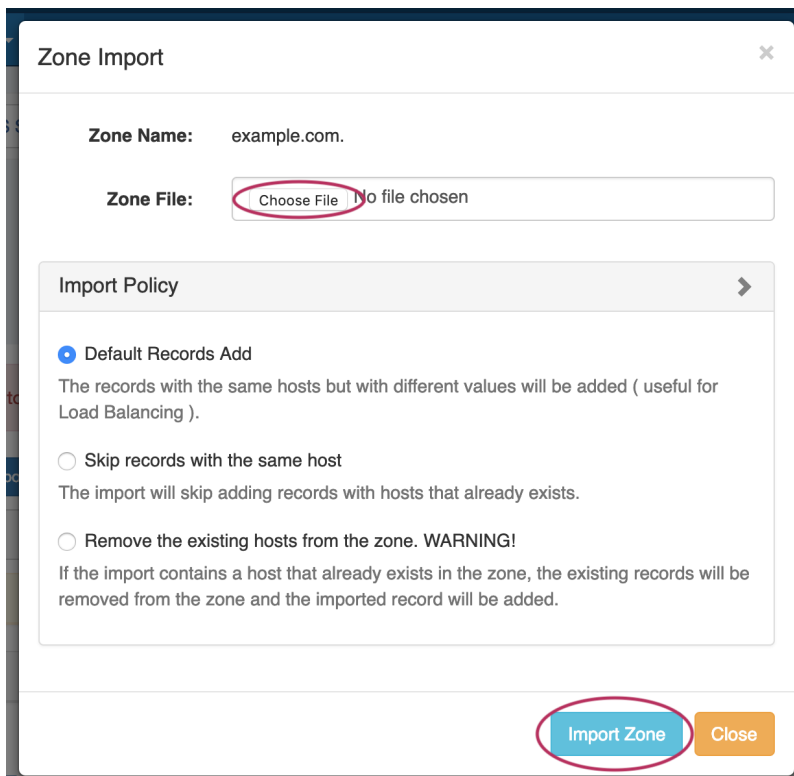 Zone Import
×
Zone Name: example.com.
Zone File: Choose File No file chosen
Import Policy
Default Records Add
The records with the same hosts but with different values will be added ( useful for
Load Balancing ).
Skip records with the same host
The import will skip adding records with hosts that already exists.
Remove the existing hosts from the zone. WARNING!
If the import contains a host that already exists in the zone, the existing records will be
removed from the zone and the imported record will be added.
Import Zone Close